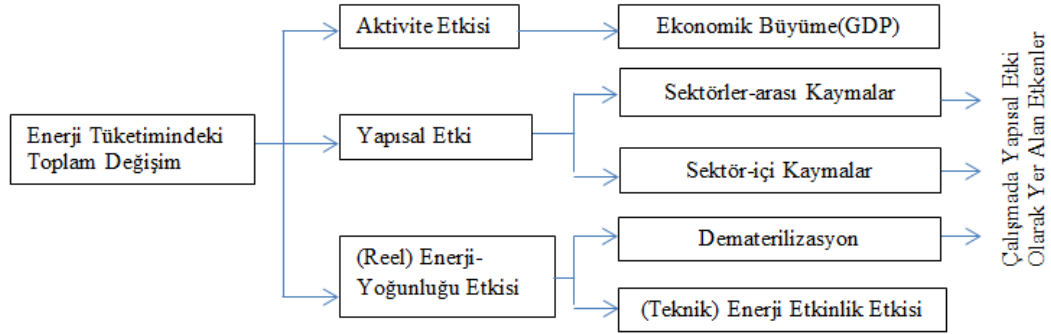 Enerji Tüketimindeki
Toplam Değişim
Aktivite Etkisi
Ekonomik Büyüme(GDP)
Yapısal Etki
Sektörler-arası Kaymalar
Sektör-içi Kaymalar
(Reel) Enerji-
Yoğunluğu Etkisi
Dematerilizasyon
(Teknik) Enerji Etkinlik Etkisi
Çalışmada Yapısal Etki
Olarak Yer Alan Etkenler